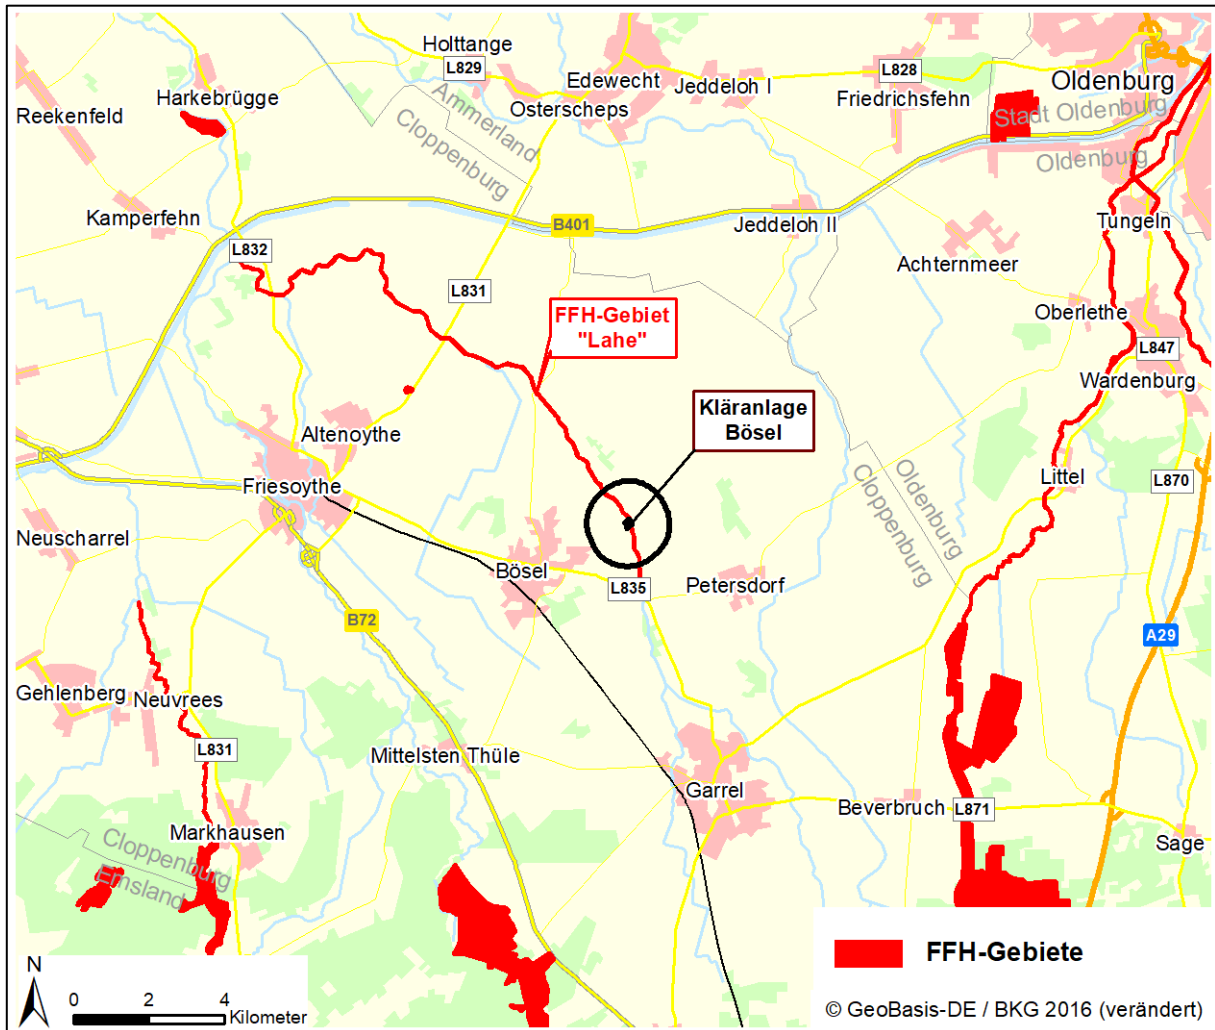 Holttange
L829
Edewecht
Jeddeloh I
L828
Oldenburg
Harkebrügge
Osterscheps
Friedrichsfehn
Reekenfeld
Ammerland
Cloppenburg
Stadt Oldenburg
Oldenburg
Kamperfehn
B401
Jeddeloh II
Tungeln
L832
Achternmeer
L831
FFH-Gebiet
"Lahe"
Oberlethe
L847
Wardenburg
Kläranlage
Bösel
Altenoythe
Friesoythe
Oldenburg
Cloppenburg
Littel
L870
Neuscharrel
Bösel
L835
Petersdorf
B72
A29
Gehlenberg
Neuvrees
L831
Mittelsten Thüle
Garrel
Beverbruch
L871
Markhausen
Sage
Cloppenburg
Emsland
N
0 2 4
Kilometer
FFH-Gebiete
© GeoBasis-DE / BKG 2016 (verändert)